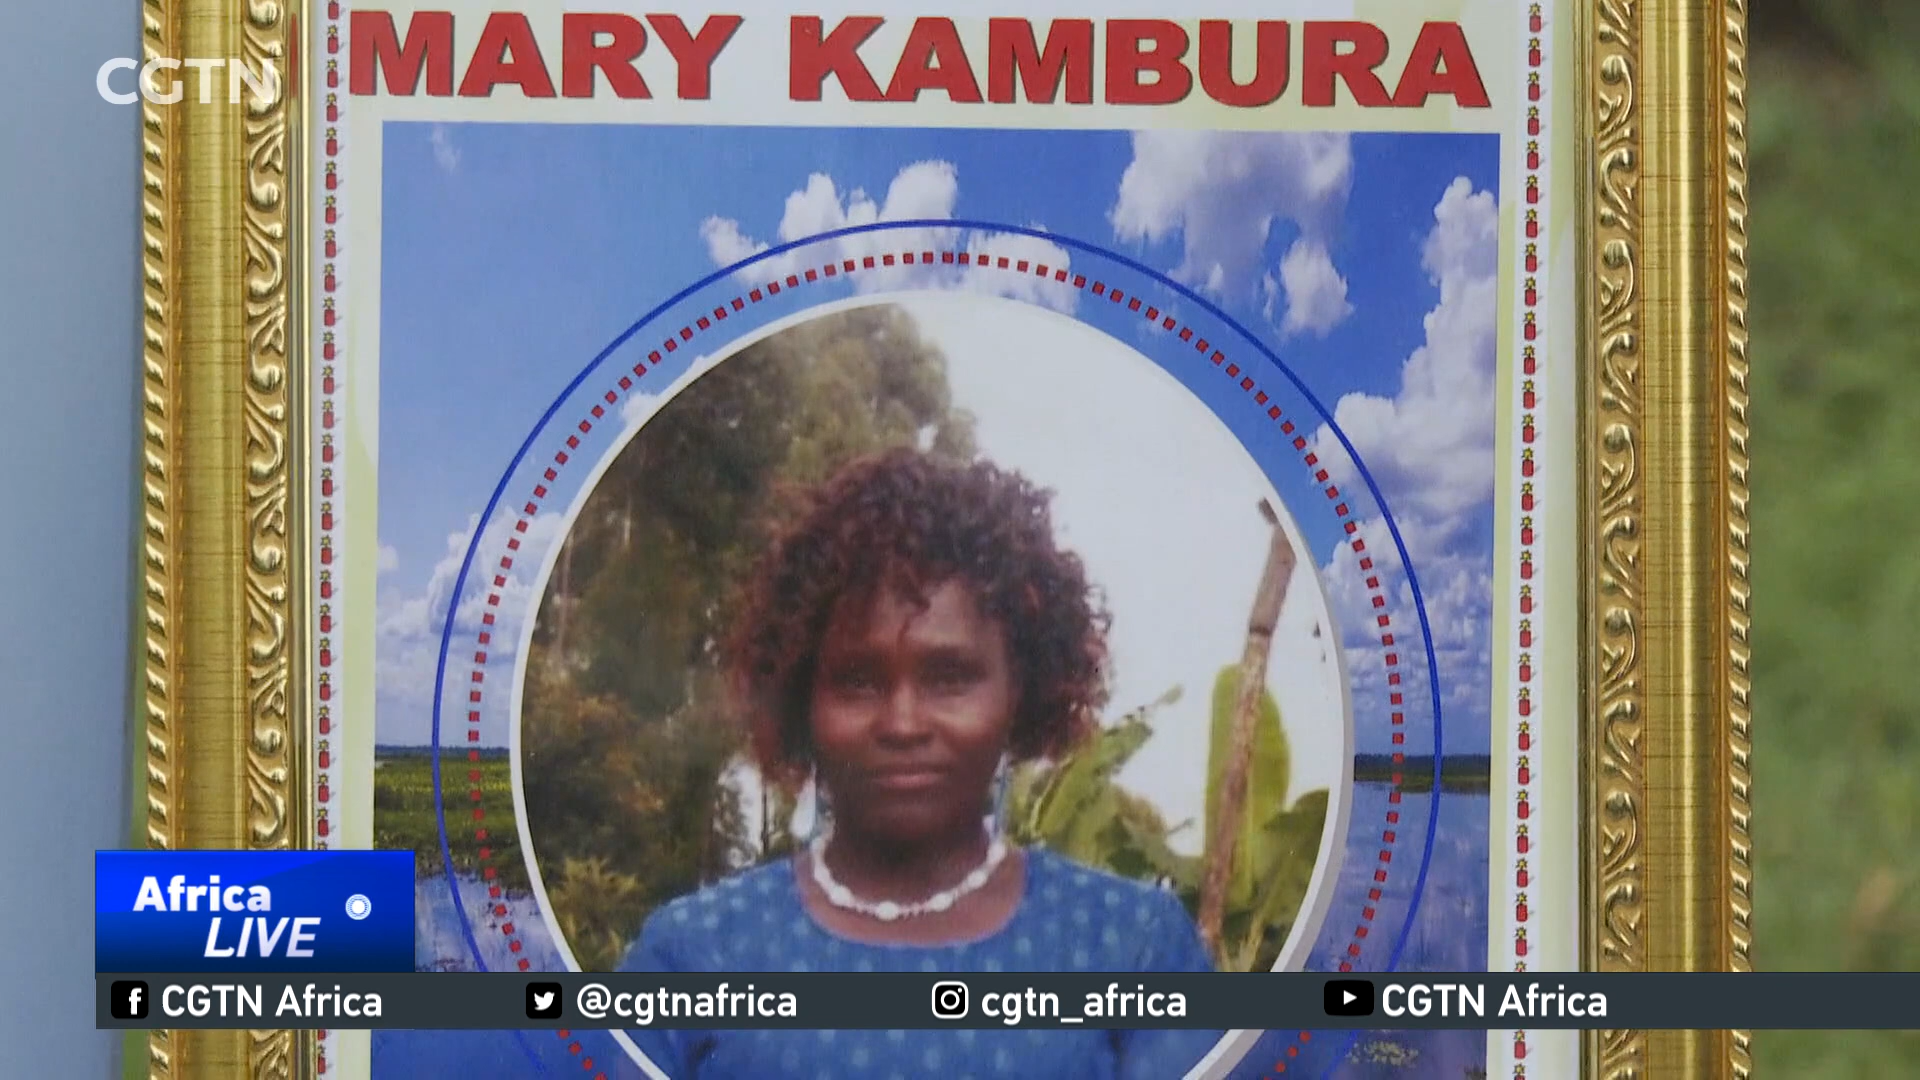 MARY KAMBURA
CGTN
Africa
LIVE
CGTN Africa
@cgtnafrica
cgtn_africa
CGTN Africa